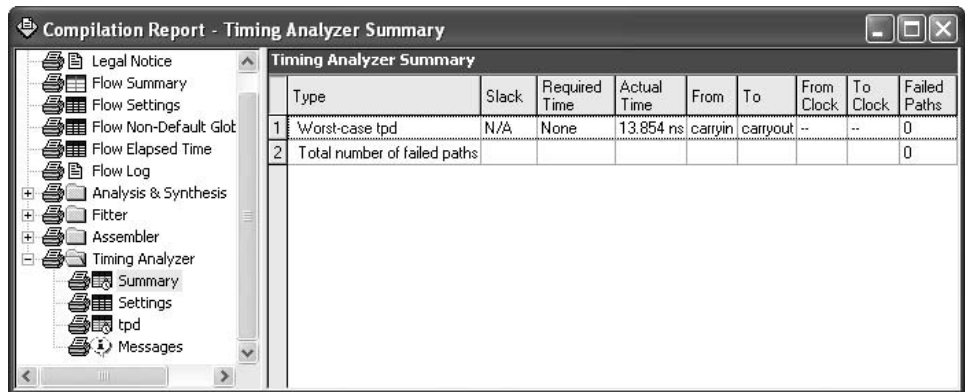 Compilation Report - Timing Analyzer Summary
Legal Notice
Flow Summary
Flow Settings
Flow Non-Default Glob
Flow Elapsed Time
Flow Log
Analysis & Synthesis
Fitter
Assembler
Timing Analyzer
Summary
Settings
tpd
Messages
Timing Analyzer Summary
Type Slack Required Time Actual Time From To From Clock To Clock Failed Paths
1 Worst-case tpd N/A None 13.854 ns carryin carryout -- -- 0
2 Total number of failed paths 0